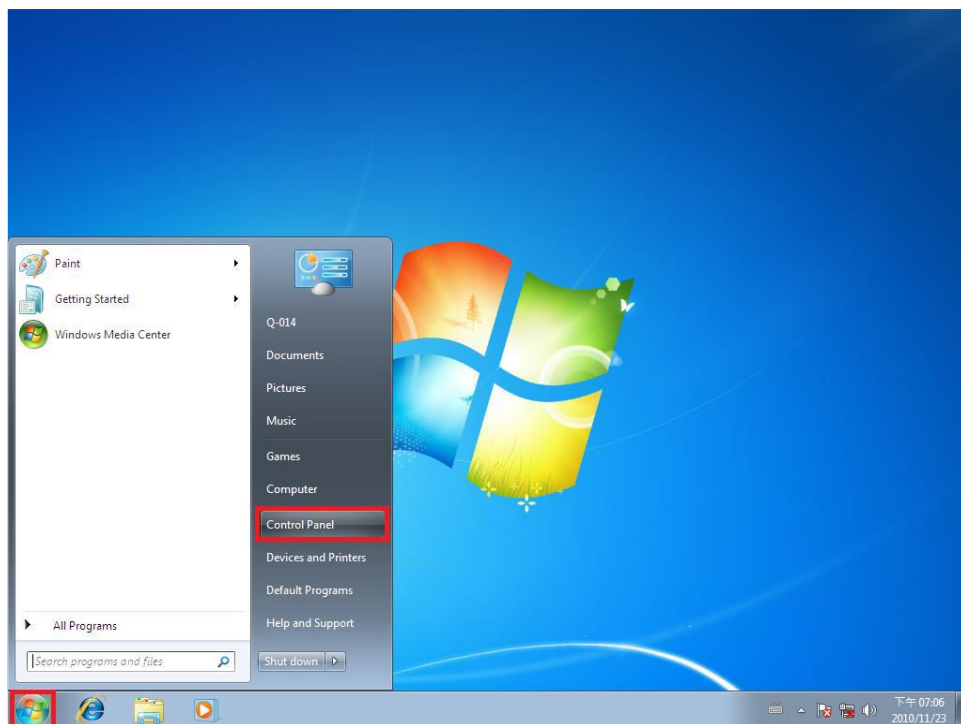 Paint
Getting Started
Windows Media Center
All Programs
Search programs and files
Q-014
Documents
Pictures
Music
Games
Computer
Control Panel
Devices and Printers
Default Programs
Help and Support
Shut down
下午 07:06
2010/11/23